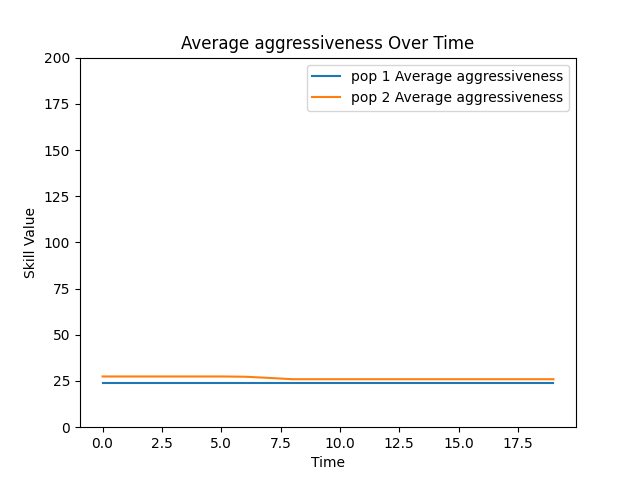 Average aggressiveness Over Time
pop 1 Average aggressiveness
pop 2 Average aggressiveness
200
175
150
125
100
75
50
25
0
Skill Value
0.0 2.5 5.0 7.5 10.0 12.5 15.0 17.5
Time